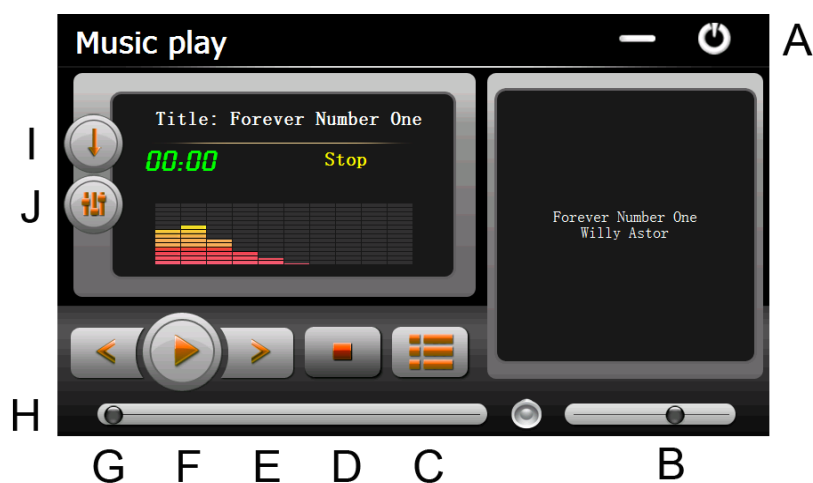 Music play
A
Title: Forever Number One
I
00:00
Stop
J
Forever Number One
Willy Astor
H
G
F
E
D
C
B